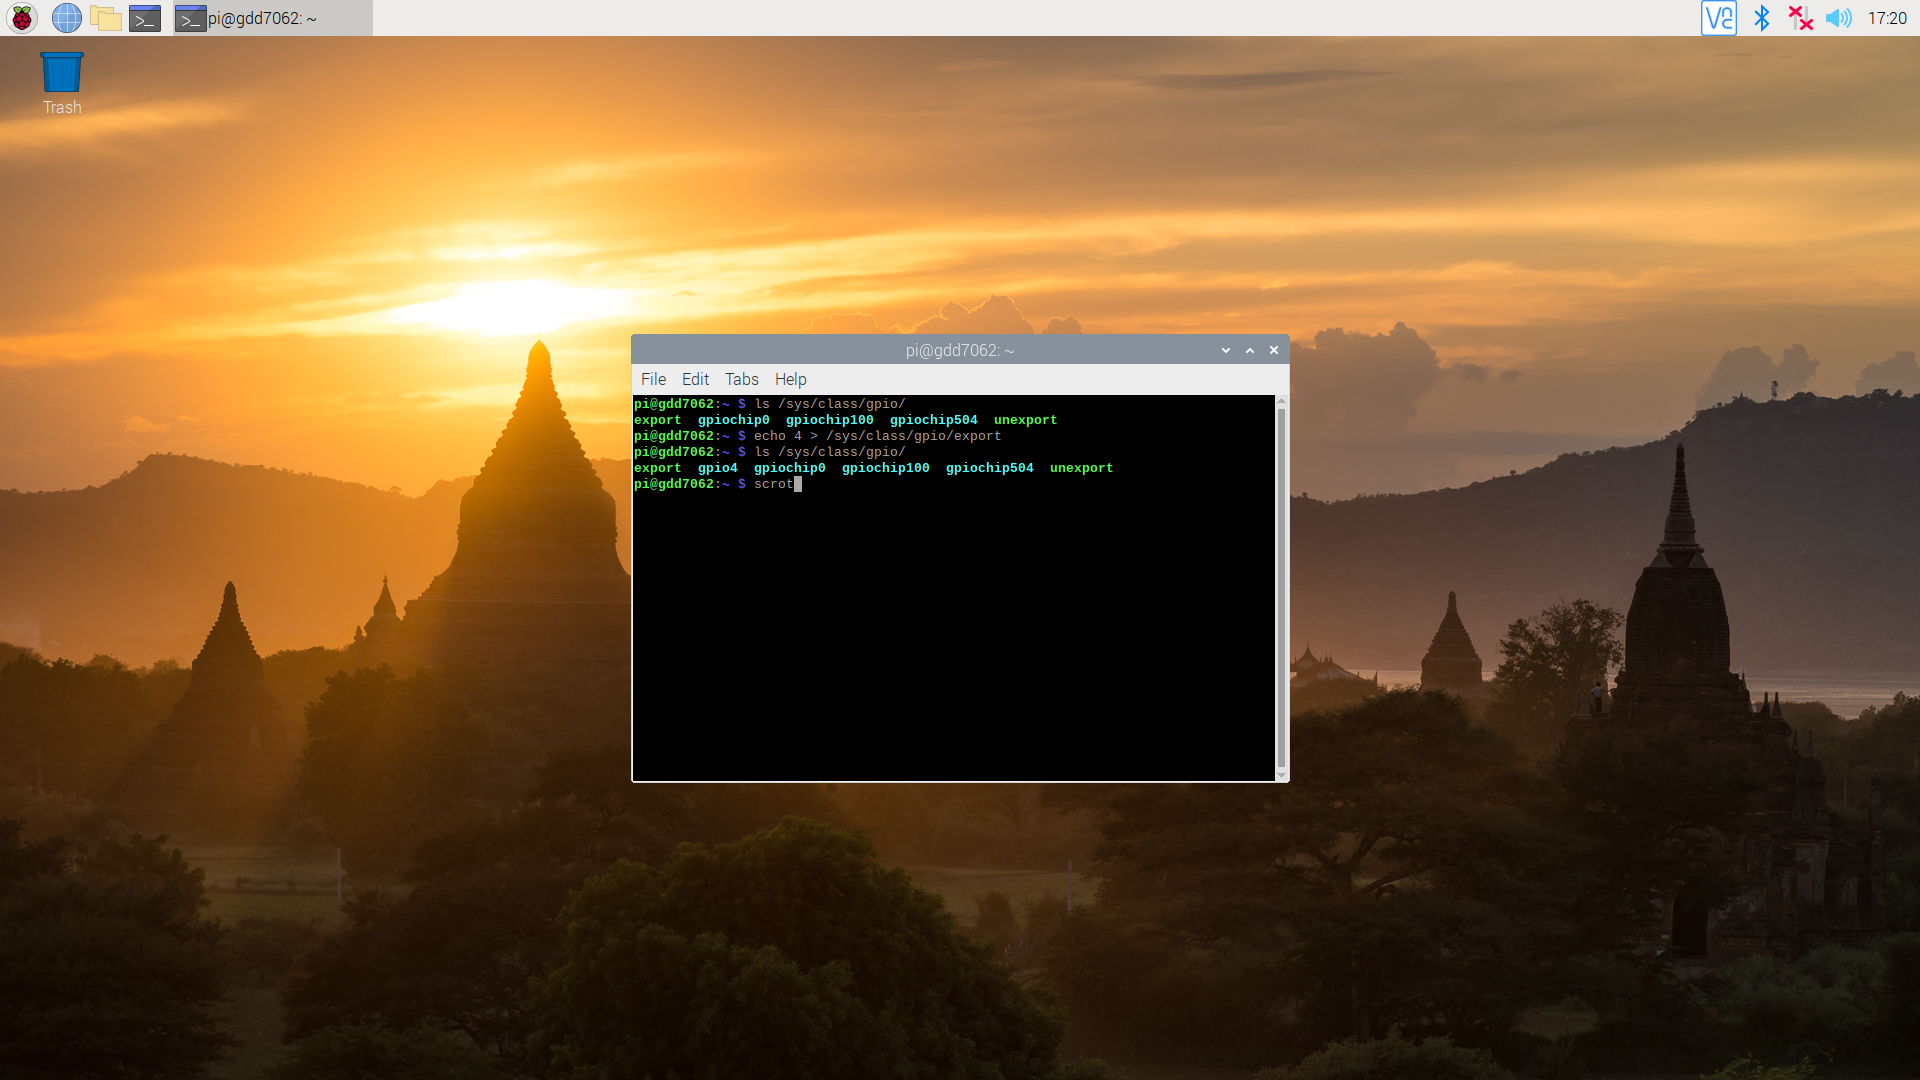 pi@gdd7062: ~
17:20
Trash
pi@gdd7062: ~
File Edit Tabs Help
pi@gdd7062:~ $ ls /sys/class/gpio/
export gpiochip0 gpiochip100 gpiochip504 unexport
pi@gdd7062:~ $ echo 4 > /sys/class/gpio/export
pi@gdd7062:~ $ ls /sys/class/gpio/
export gpio4 gpiochip0 gpiochip100 gpiochip504 unexport
pi@gdd7062:~ $ scrot